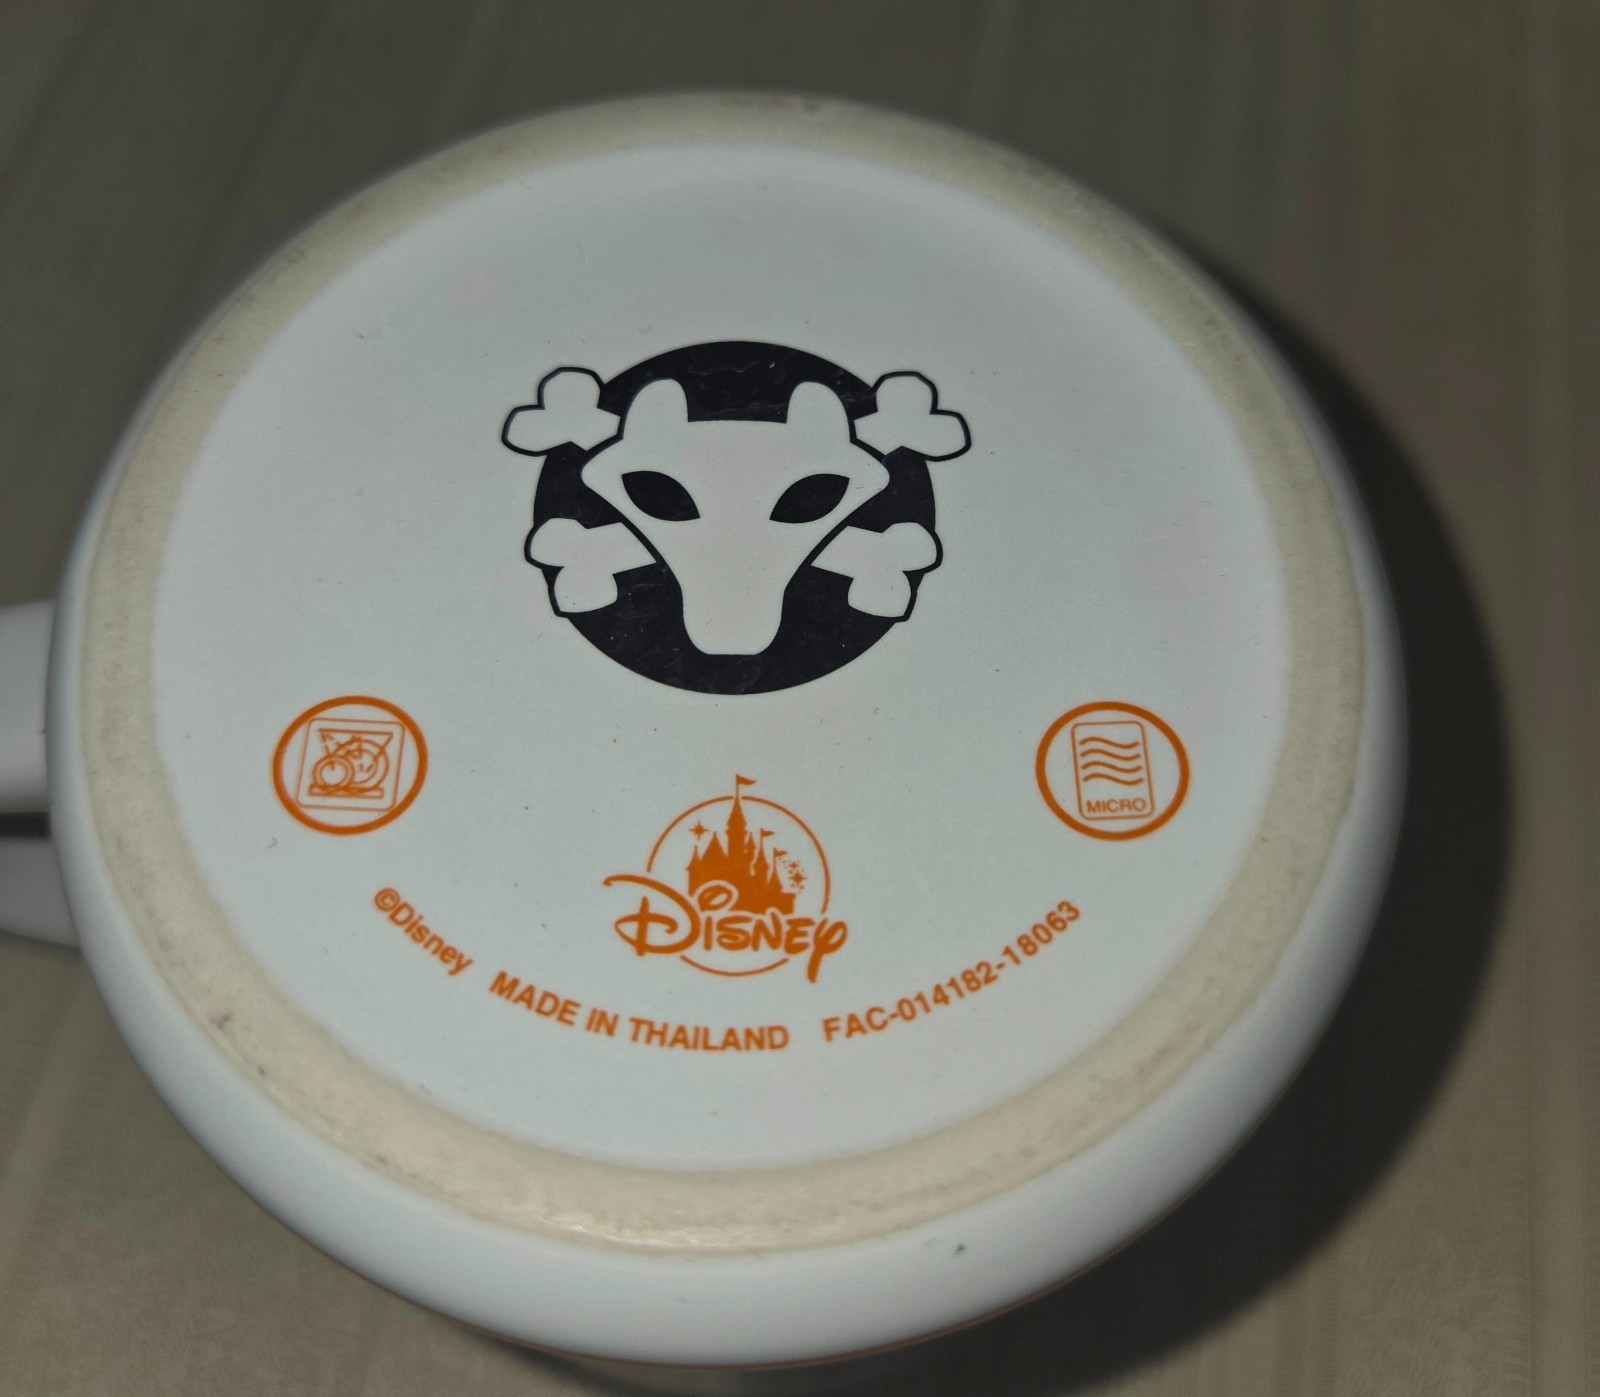 MICRO
Disney
©Disney MADE IN THAILAND FAC-014182-18063